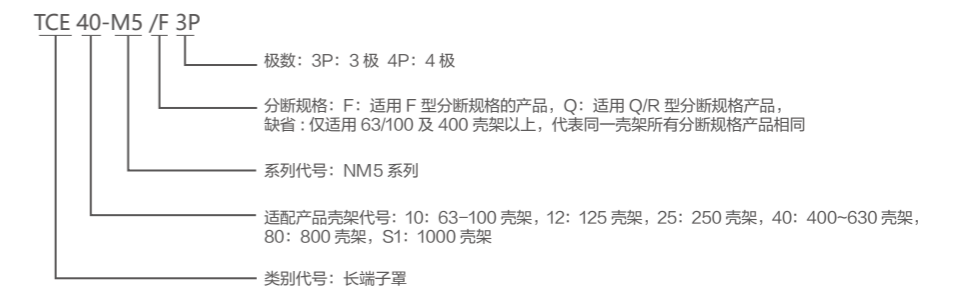 TCE 40-M5 /F 3P
极数：3P：3 极 4P：4 极
分断规格：F：适用 F 型分断规格的产品，Q：适用 Q/R 型分断规格产品，
缺省 : 仅适用 63/100 及 400 壳架以上，代表同一壳架所有分断规格产品相同
系列代号：NM5 系列
适配产品壳架代号：10：63-100 壳架，12：125 壳架，25：250 壳架，40：400~630 壳架，
80：800 壳架，S1：1000 壳架
类别代号：长端子罩